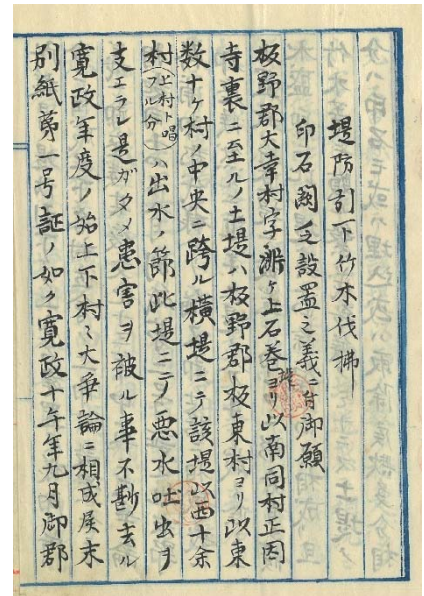 堤防引下竹木伐拂
印石閣之設置之義ニ付御願
板野郡大幸村字 ヶ上石巻堤ヨリ以南同村正因
寺裏ニ至ルノ土堤ハ板野郡板東村ヨリ以東
数十ヶ村ノ中央ニ跨ル横堤ニテ該堤以西十余
村(上村ト唱フル分)ハ出水ノ節此堤ニテ悪水吐出ヲ
支エラレ是ガタメ患害ヲ被ル事不尠去ル
寛政年度ノ始上下村々大争論ニ相成候末
別紙第一号証ノ如ク寛政十午年九月御郡